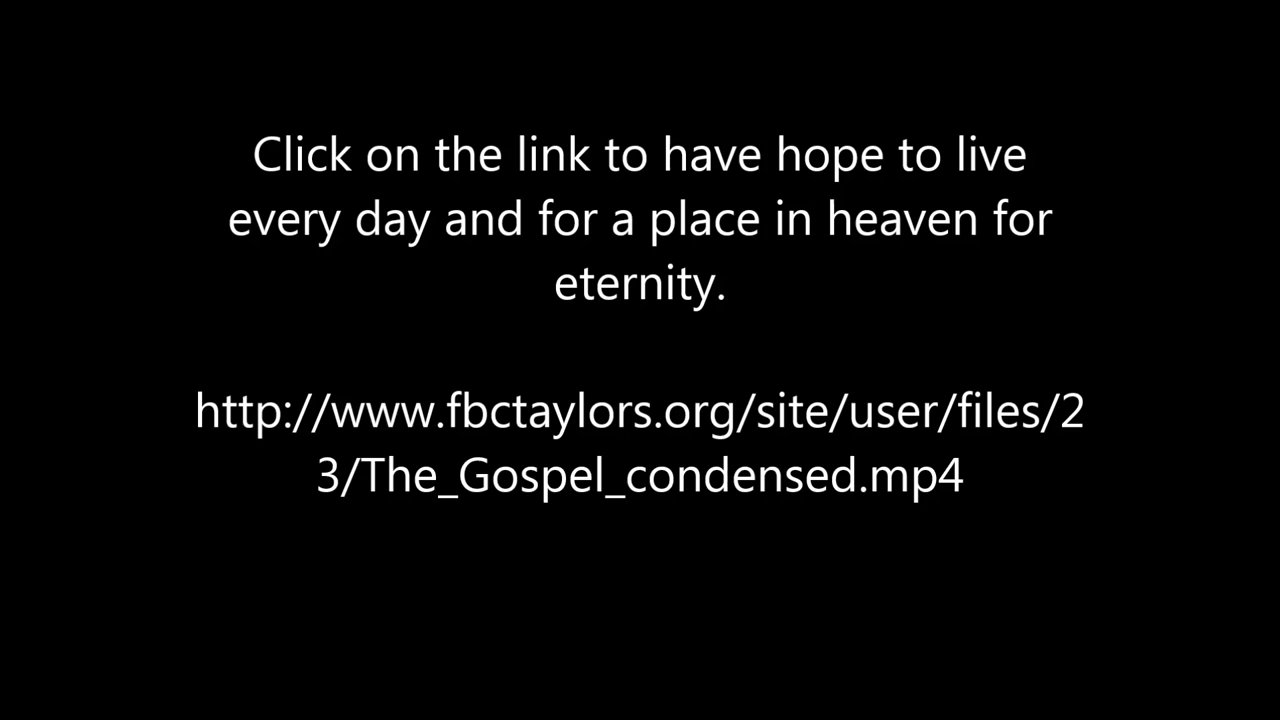 Click on the link to have hope to live
every day and for a place in heaven for
eternity.
http://www.fbctaylors.org/site/user/files/2
3/The_Gospel_condensed.mp4